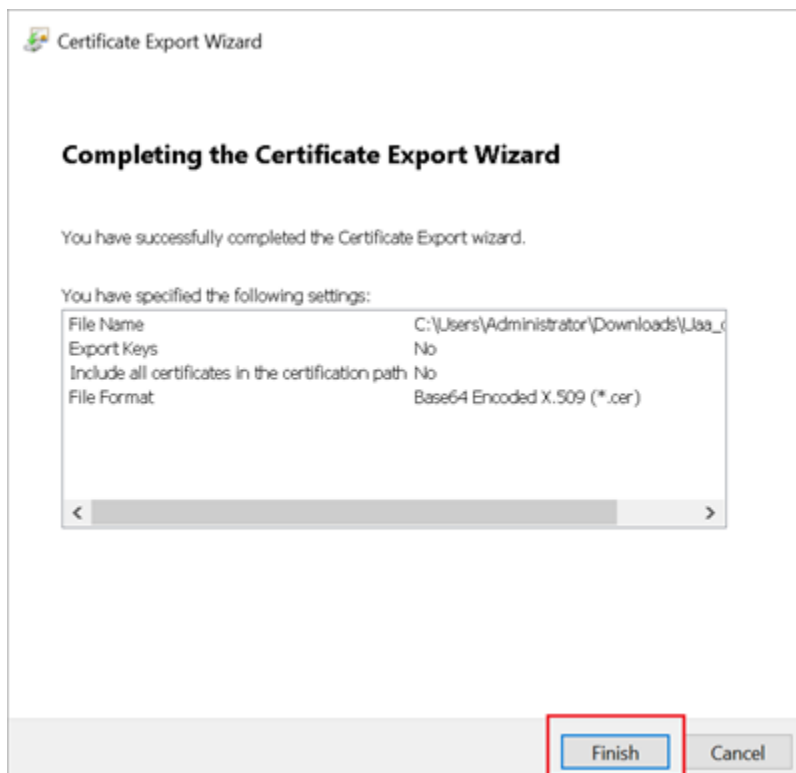 Certificate Export Wizard
Completing the Certificate Export Wizard
You have successfully completed the Certificate Export wizard.
You have specified the following settings:
File Name C:\Users\Administrator\Downloads\Uaa_c
Export Keys No
Include all certificates in the certification path No
File Format Base64 Encoded X.509 (*.cer)
Finish Cancel